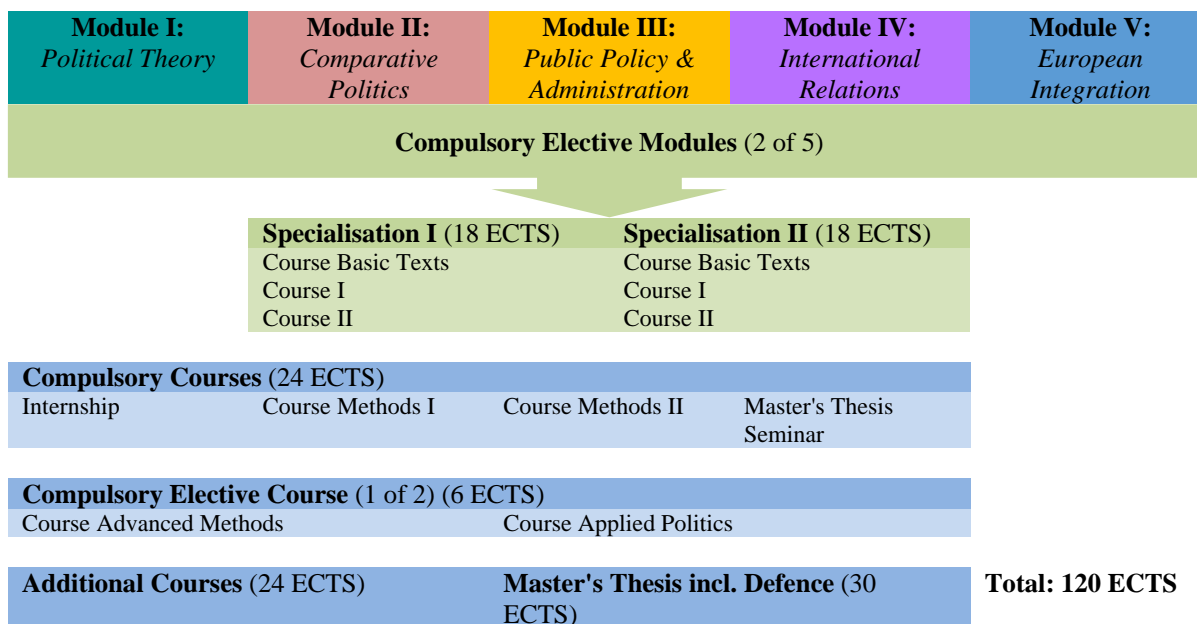 Module I:
Political Theory
Module II:
Comparative
Politics
Module III:
Public Policy &
Administration
Module IV:
International
Relations
Module V:
European
Integration
Compulsory Elective Modules (2 of 5)
Specialisation I (18 ECTS)
Course Basic Texts
Course I
Course II
Specialisation II (18 ECTS)
Course Basic Texts
Course I
Course II
Compulsory Courses (24 ECTS)
Internship
Course Methods I
Course Methods II
Master's Thesis
Seminar
Compulsory Elective Course (1 of 2) (6 ECTS)
Course Advanced Methods
Course Applied Politics
Additional Courses (24 ECTS)
Master's Thesis incl. Defence (30
ECTS)
Total: 120 ECTS